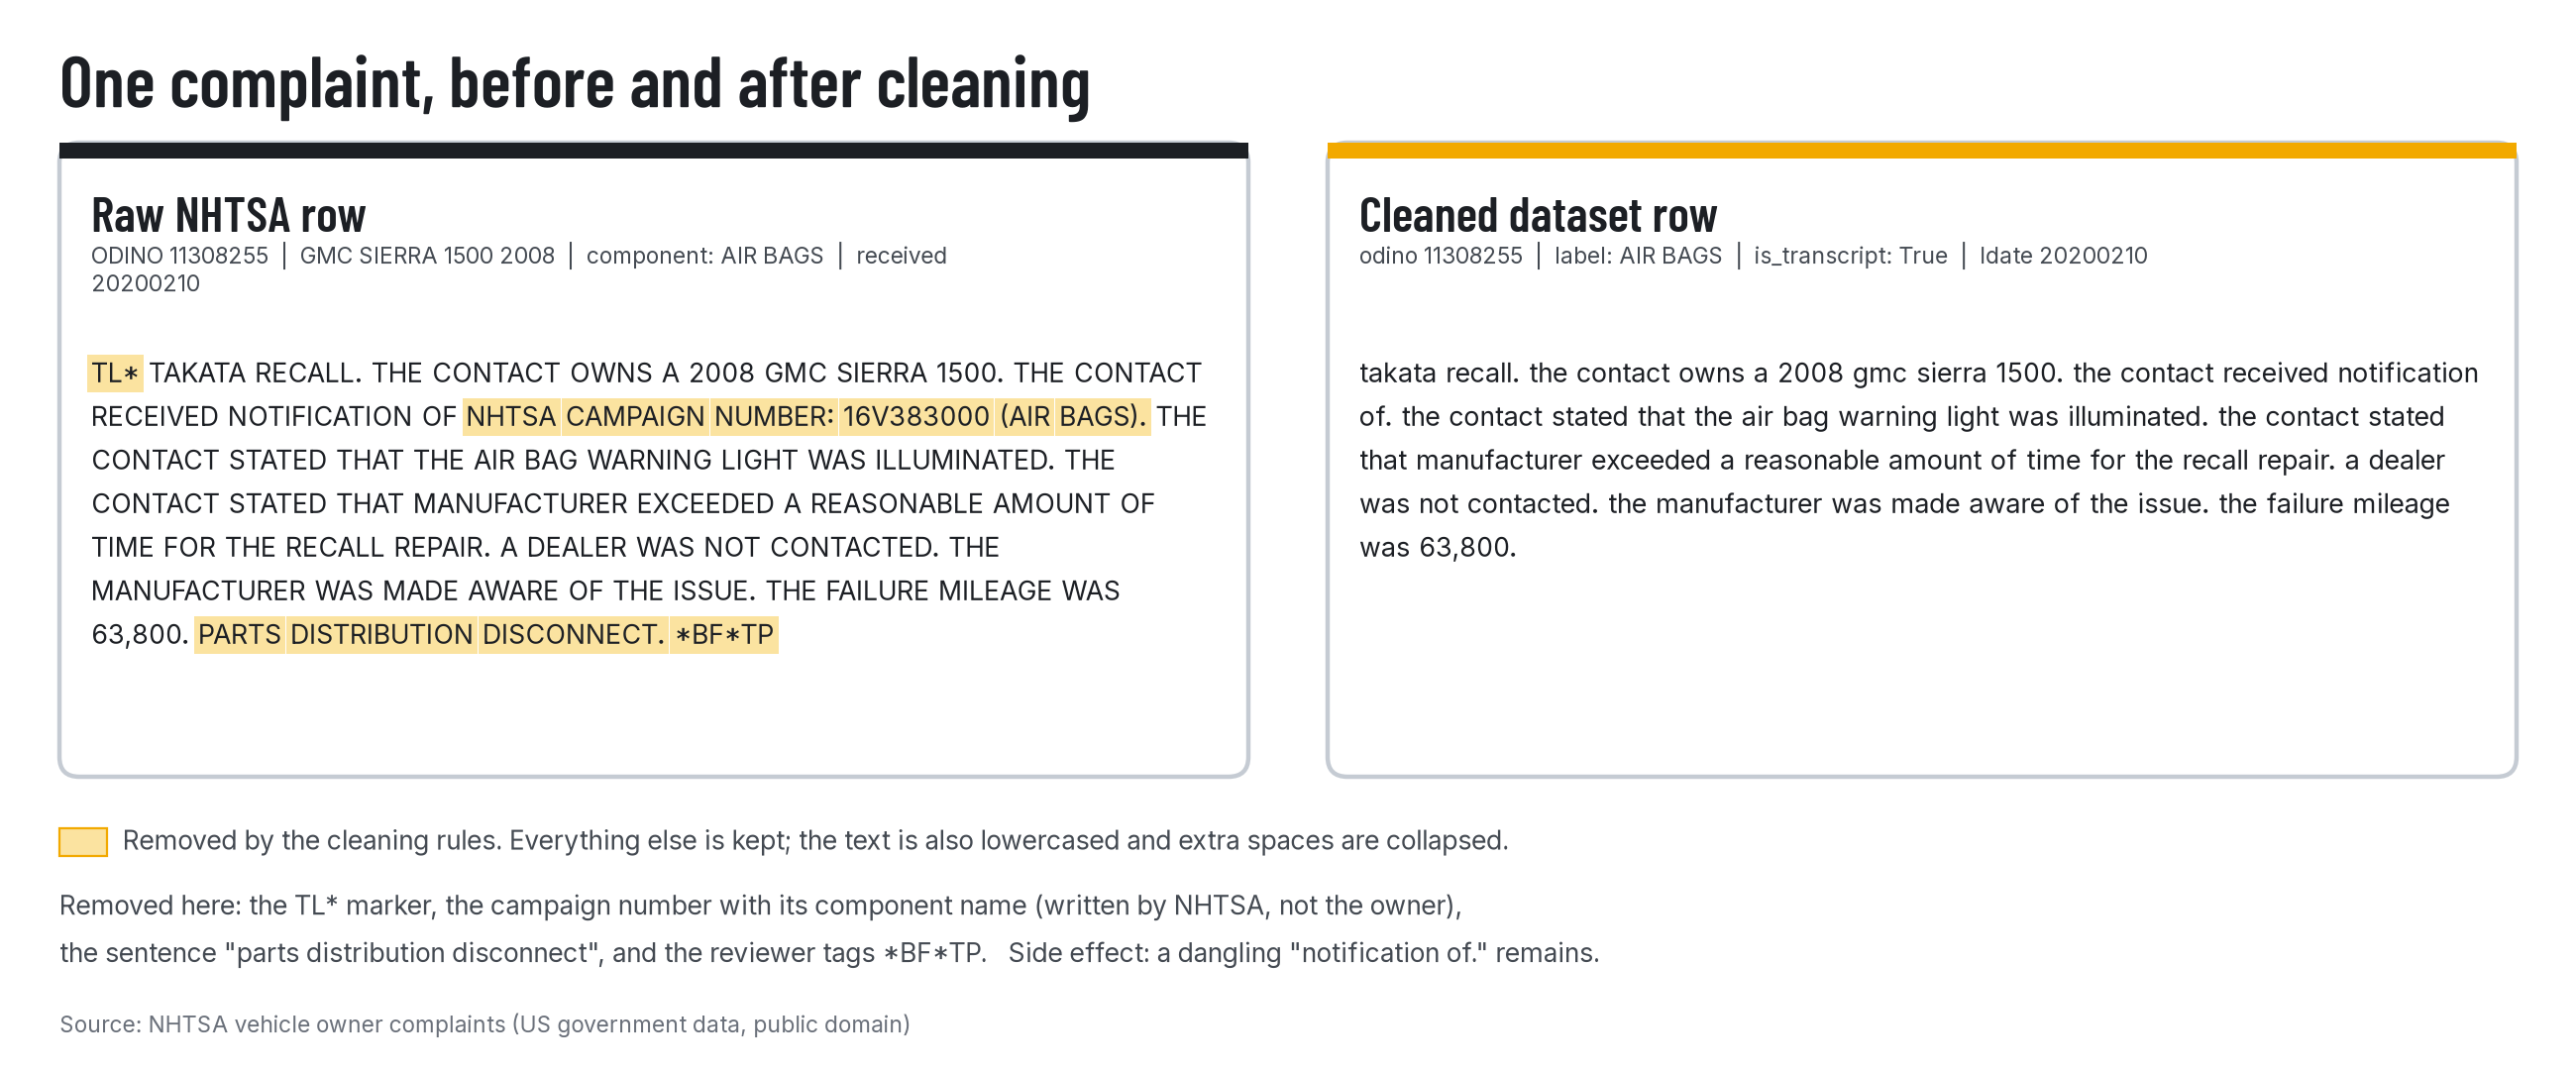 One complaint, before and after cleaning
Raw NHTSA row
ODINO 11308255 | GMC SIERRA 1500 2008 | component: AIR BAGS | received
20200210
TL* TAKATA RECALL. THE CONTACT OWNS A 2008 GMC SIERRA 1500. THE CONTACT
RECEIVED NOTIFICATION OF NHTSA CAMPAIGN NUMBER: 16V383000 (AIR BAGS). THE
CONTACT STATED THAT THE AIR BAG WARNING LIGHT WAS ILLUMINATED. THE
CONTACT STATED THAT MANUFACTURER EXCEEDED A REASONABLE AMOUNT OF
TIME FOR THE RECALL REPAIR. A DEALER WAS NOT CONTACTED. THE
MANUFACTURER WAS MADE AWARE OF THE ISSUE. THE FAILURE MILEAGE WAS
63,800. PARTS DISTRIBUTION DISCONNECT. *BF*TP
Cleaned dataset row
odino 11308255 | label: AIR BAGS | is_transcript: True | ldate 20200210
takata recall. the contact owns a 2008 gmc sierra 1500. the contact received notification
of. the contact stated that the air bag warning light was illuminated. the contact stated
that manufacturer exceeded a reasonable amount of time for the recall repair. a dealer
was not contacted. the manufacturer was made aware of the issue. the failure mileage
was 63,800.
Removed by the cleaning rules. Everything else is kept; the text is also lowercased and extra spaces are collapsed.
Removed here: the TL* marker, the campaign number with its component name (written by NHTSA, not the owner),
the sentence "parts distribution disconnect", and the reviewer tags *BF*TP. Side effect: a dangling "notification of." remains.
Source: NHTSA vehicle owner complaints (US government data, public domain)